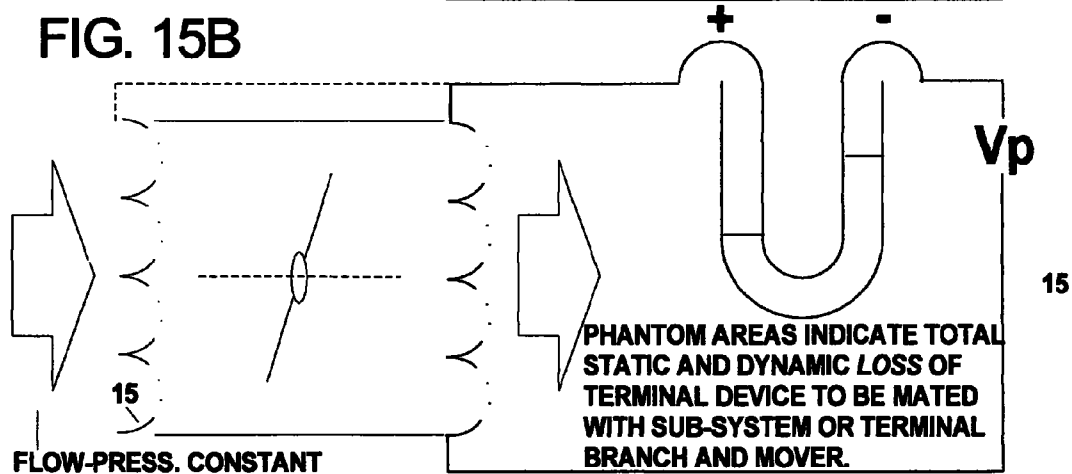 FIG. 15B
+ -
Vp
15
PHANTOM AREAS INDICATE TOTAL
STATIC AND DYNAMIC LOSS OF
TERMINAL DEVICE TO BE MATED
WITH SUB-SYSTEM OR TERMINAL
BRANCH AND MOVER.
15
FLOW-PRESS. CONSTANT